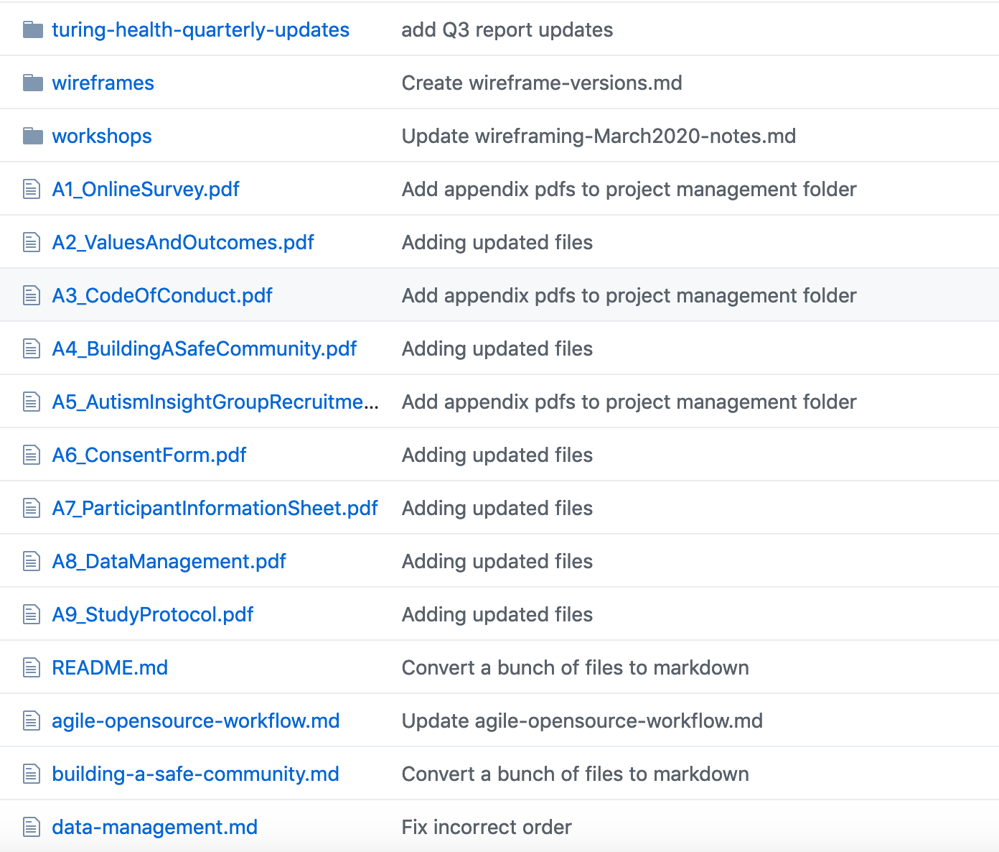 turing-health-quarterly-updates add Q3 report updates
wireframes Create wireframe-versions.md
workshops Update wireframing-March2020-notes.md
A1_OnlineSurvey.pdf Add appendix pdfs to project management folder
A2_ValuesAndOutcomes.pdf Adding updated files
A3_CodeOfConduct.pdf Add appendix pdfs to project management folder
A4_BuildingASafeCommunity.pdf Adding updated files
A5_AutismInsightGroupRecruitme... Add appendix pdfs to project management folder
A6_ConsentForm.pdf Adding updated files
A7_ParticipantInformationSheet.pdf Adding updated files
A8_DataManagement.pdf Adding updated files
A9_StudyProtocol.pdf Adding updated files
README.md Convert a bunch of files to markdown
agile-opensource-workflow.md Update agile-opensource-workflow.md
building-a-safe-community.md Convert a bunch of files to markdown
data-management.md Fix incorrect order